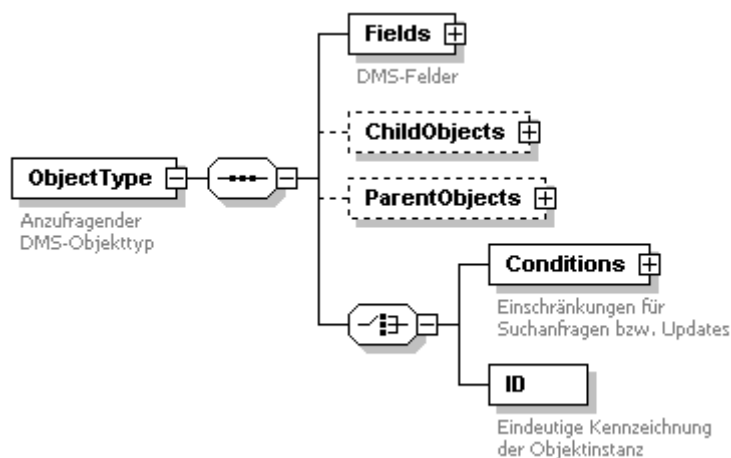 Fields
DMS-Felder
ChildObjects
ObjectType
Anzufragender
DMS-Objekttyp
ParentObjects
Conditions
Einschränkungen für
Suchanfragen bzw. Updates
ID
Eindeutige Kennzeichnung
der Objektinstanz